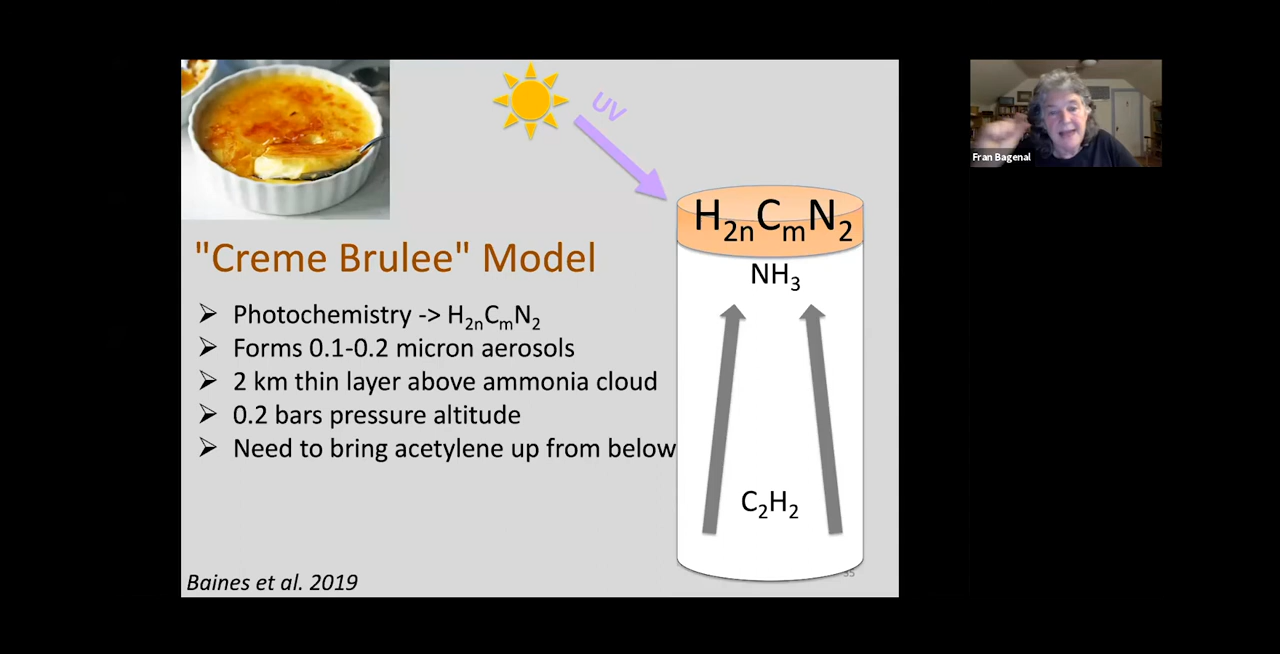 UV
Fran Bagenal
H₂ₙCₘN₂
NH₃
"Creme Brulee" Model
➢ Photochemistry -> H₂ₙCₘN₂
➢ Forms 0.1-0.2 micron aerosols
➢ 2 km thin layer above ammonia cloud
➢ 0.2 bars pressure altitude
➢ Need to bring acetylene up from below
C₂H₂
Baines et al. 2019
35